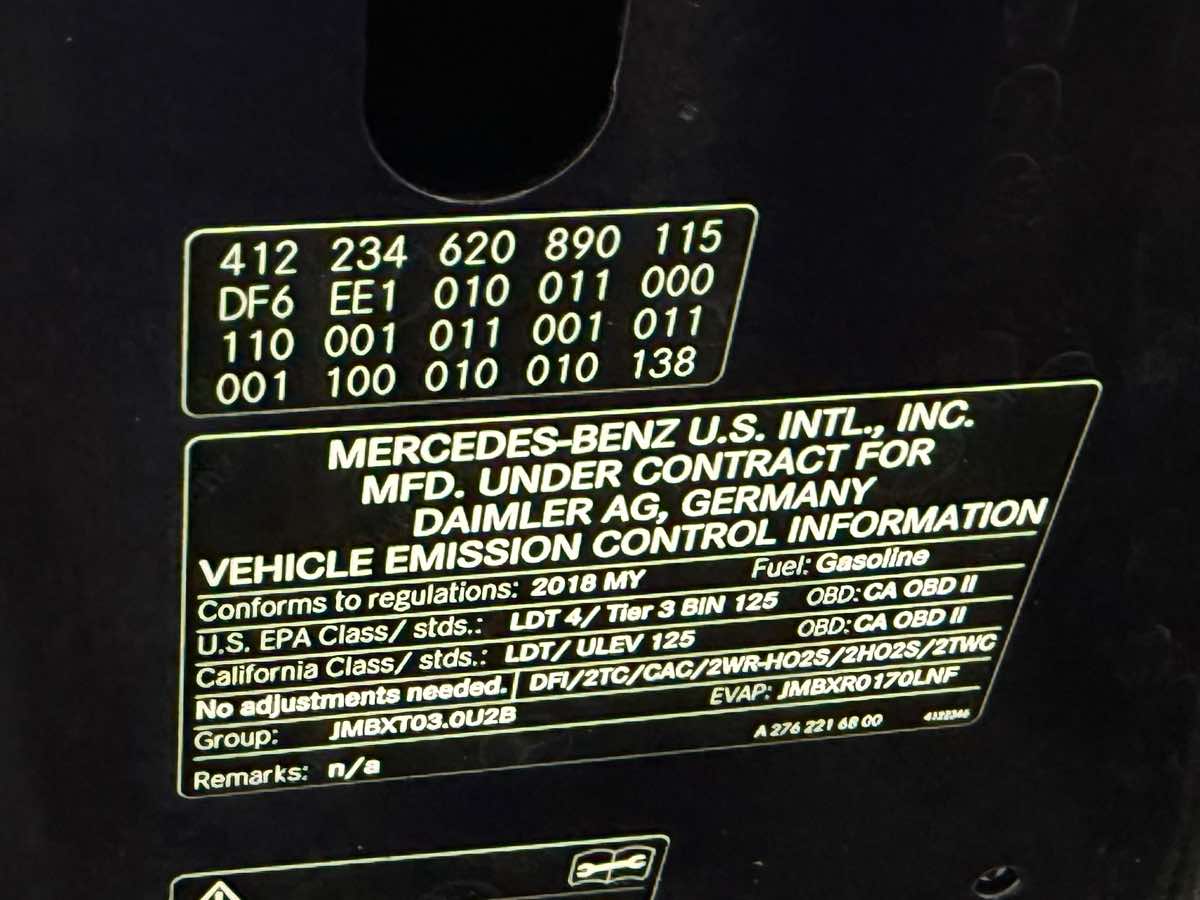 412 234 620 890 115
DF6 EE1 010 011 000
110 001 011 001 011
001 100 010 010 138
MERCEDES-BENZ U.S. INTL., INC.
MFD. UNDER CONTRACT FOR
DAIMLER AG, GERMANY
VEHICLE EMISSION CONTROL INFORMATION
Conforms to regulations: 2018 MY Fuel: Gasoline
U.S. EPA Class/ stds.: LDT 4/ Tier 3 BIN 125 OBD: CA OBD II
California Class/ stds.: LDT/ ULEV 125 OBD: CA OBD II
No adjustments needed. DFI/2TC/CAC/2WR-HO2S/2HO2S/2TWC
Group: JMBXT03.0U2B EVAP: JMBXR0170LNF
Remarks: n/a A 276 221 68 00